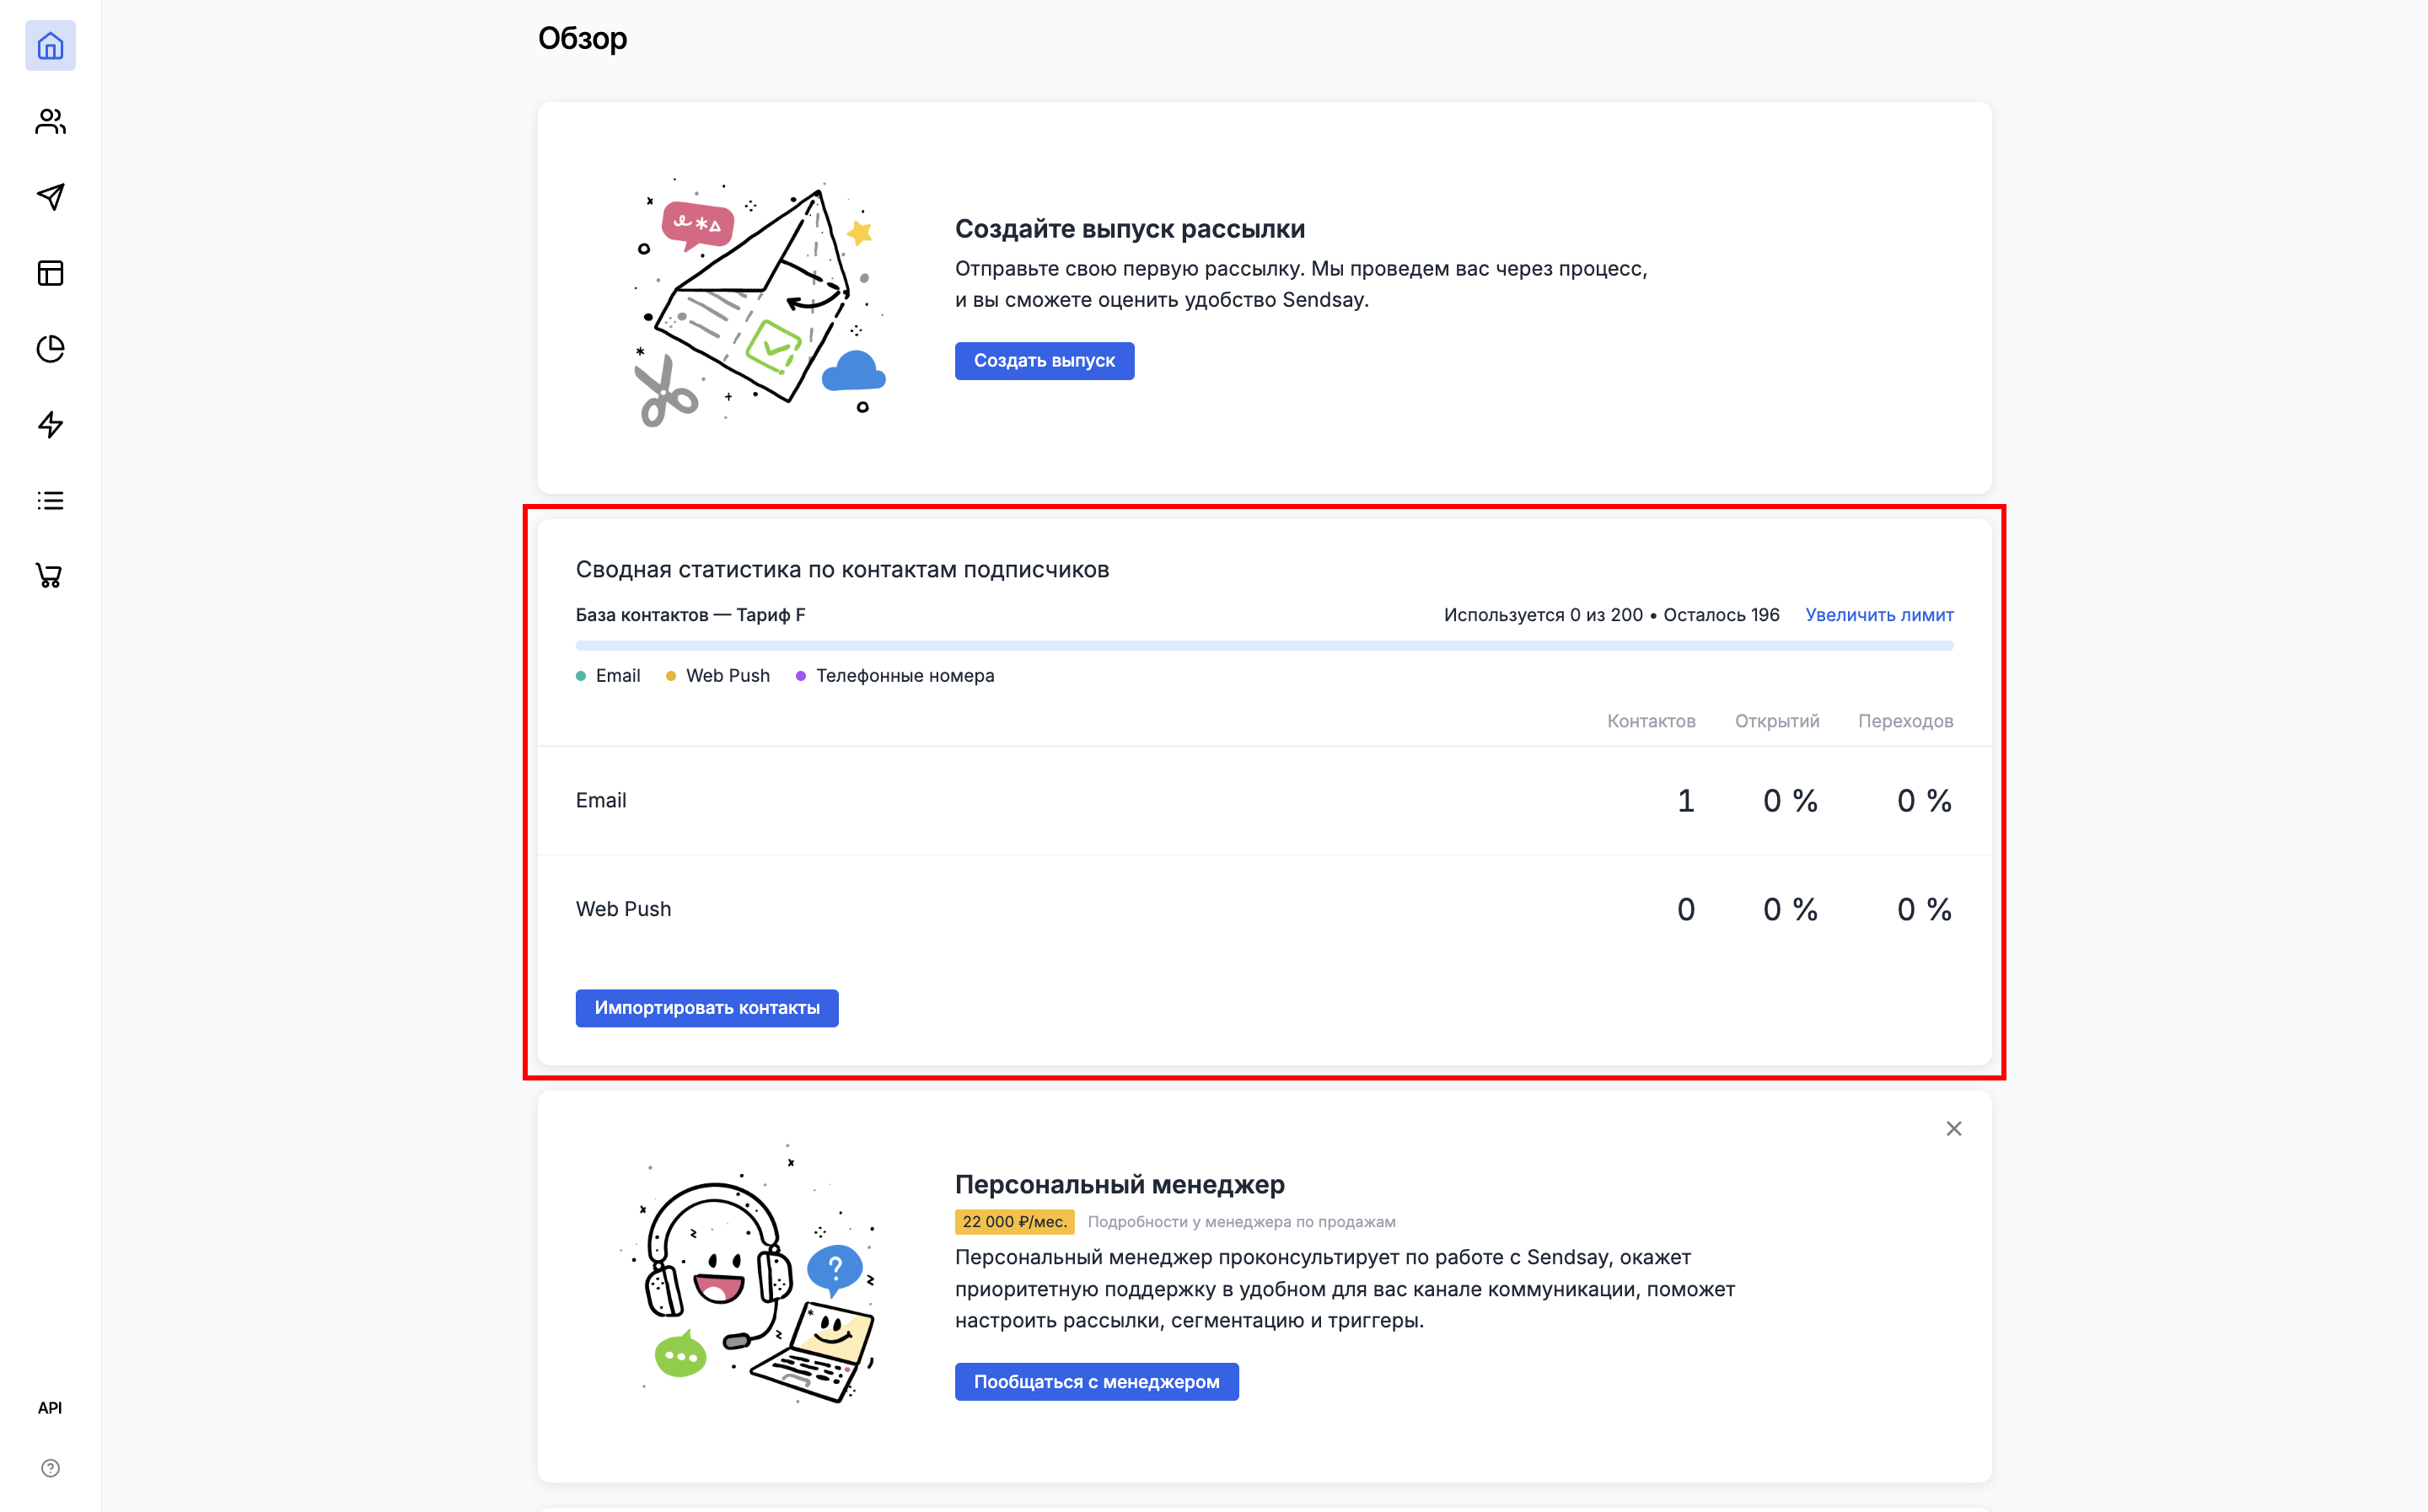 Обзор
Создайте выпуск рассылки
Отправьте свою первую рассылку. Мы проведем вас через процесс,
и вы сможете оценить удобство Sendsay.
Создать выпуск
Сводная статистика по контактам подписчиков
База контактов — Тариф F
Используется 0 из 200 • Осталось 196 Увеличить лимит
Email Web Push Телефонные номера
Контактов Открытий Переходов
Email 1 0 % 0 %
Web Push 0 0 % 0 %
Импортировать контакты
Персональный менеджер
22 000 ₽/мес. Подробности у менеджера по продажам
Персональный менеджер проконсультирует по работе с Sendsay, окажет
приоритетную поддержку в удобном для вас канале коммуникации, поможет
настроить рассылки, сегментацию и триггеры.
Пообщаться с менеджером
API